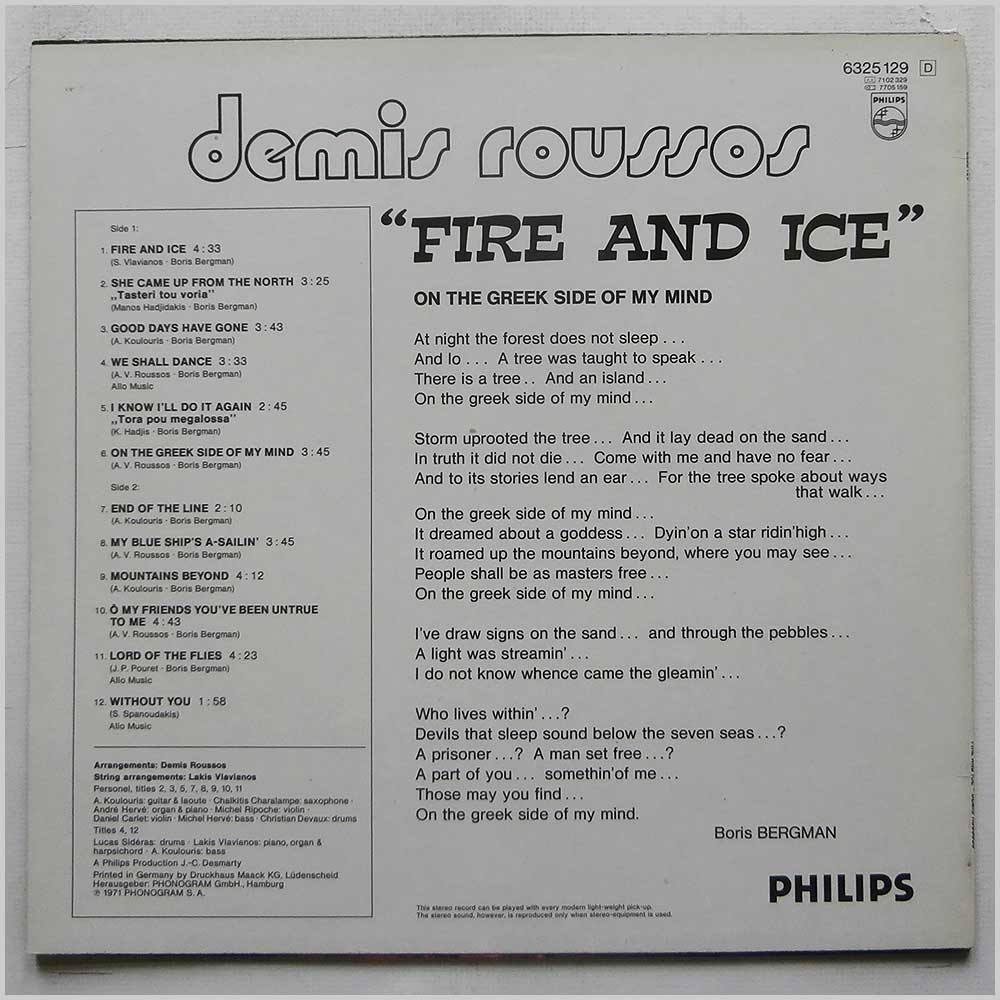 6325 129 D
7102 329
7705 159
PHILIPS
demis roussos
"FIRE AND ICE"
Side 1:
1. FIRE AND ICE 4:33
(S. Vlavianos · Boris Bergman)
2. SHE CAME UP FROM THE NORTH 3:25
„Tasteri tou voria"
(Manos Hadjidakis · Boris Bergman)
3. GOOD DAYS HAVE GONE 3:43
(A. Koulouris · Boris Bergman)
4. WE SHALL DANCE 3:33
(A. V. Roussos · Boris Bergman)
Allo Music
5. I KNOW I'LL DO IT AGAIN 2:45
„Tora pou megalossa"
(K. Hadjis · Boris Bergman)
6. ON THE GREEK SIDE OF MY MIND 3:45
(A. V. Roussos · Boris Bergman)
Side 2:
7. END OF THE LINE 2:10
(A. Koulouris · Boris Bergman)
8. MY BLUE SHIP'S A-SAILIN' 3:45
(A. V. Roussos · Boris Bergman)
9. MOUNTAINS BEYOND 4:12
(A. Koulouris · Boris Bergman)
10. Ô MY FRIENDS YOU'VE BEEN UNTRUE
TO ME 4:43
(A. V. Roussos · Boris Bergman)
11. LORD OF THE FLIES 4:23
(J. P. Pouret · Boris Bergman)
Allo Music
12. WITHOUT YOU 1:58
(S. Spanoudakis)
Allo Music
Arrangements: Demis Roussos
String arrangements: Lakis Vlavianos
Personel, titles 2, 3, 5, 7, 8, 9, 10, 11
A. Koulouris: guitar & laoute · Chalkitis Charalampe: saxophone ·
André Hervé: organ & piano · Michel Ripoche: violin ·
Daniel Carlet: violin · Michel Hervé: bass · Christian Devaux: drums
Titles 4, 12
Lucas Sidéras: drums · Lakis Vlavianos: piano, organ &
harpsichord · A. Koulouris: bass
A Philips Production J.-C. Desmarty
Printed in Germany by Druckhaus Maack KG, Lüdenscheid
Herausgeber: PHONOGRAM GmbH., Hamburg
℗ 1971 PHONOGRAM S. A.
ON THE GREEK SIDE OF MY MIND
At night the forest does not sleep ...
And lo ... A tree was taught to speak ...
There is a tree .. And an island ...
On the greek side of my mind ...
Storm uprooted the tree ... And it lay dead on the sand ...
In truth it did not die ... Come with me and have no fear ...
And to its stories lend an ear ... For the tree spoke about ways
that walk ...
On the greek side of my mind ...
It dreamed about a goddess ... Dyin'on a star ridin'high ...
It roamed up the mountains beyond, where you may see ...
People shall be as masters free ...
On the greek side of my mind ...
I've draw signs on the sand ... and through the pebbles ...
A light was streamin' ...
I do not know whence came the gleamin' ...
Who lives within' ...?
Devils that sleep sound below the seven seas ...?
A prisoner ...? A man set free ...?
A part of you ... somethin'of me ...
Those may you find ...
On the greek side of my mind.
Boris BERGMAN
PHILIPS
This stereo record can be played with every modern light-weight pick-up.
The stereo sound, however, is reproduced only when stereo-equipment is used.